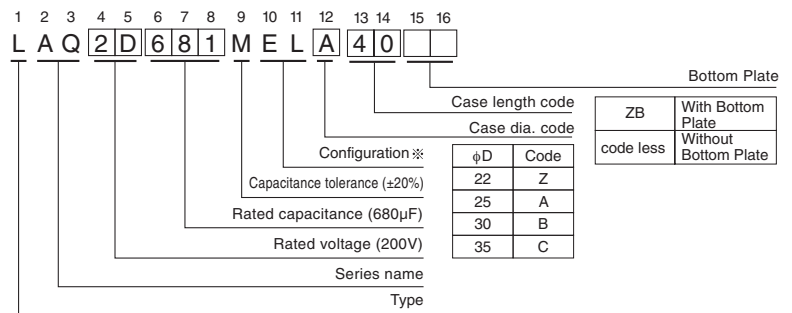 1 2 3 4 5 6 7 8 9 10 11 12 13 14 15 16
L A Q 2 D 6 8 1 M E L A 4 0
Bottom Plate
Case length code
Case dia. code
Configuration※
Capacitance tolerance (±20%)
Rated capacitance (680µF)
Rated voltage (200V)
Series name
Type
ZB With Bottom Plate
code less Without Bottom Plate
ϕD Code
22 Z
25 A
30 B
35 C